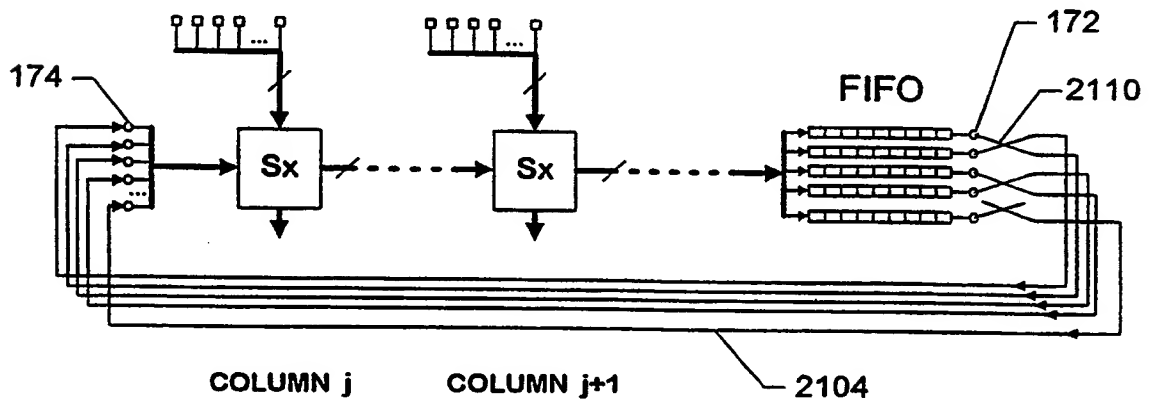 172
174
FIFO
2110
Sx
Sx
COLUMN j
COLUMN j+1
2104